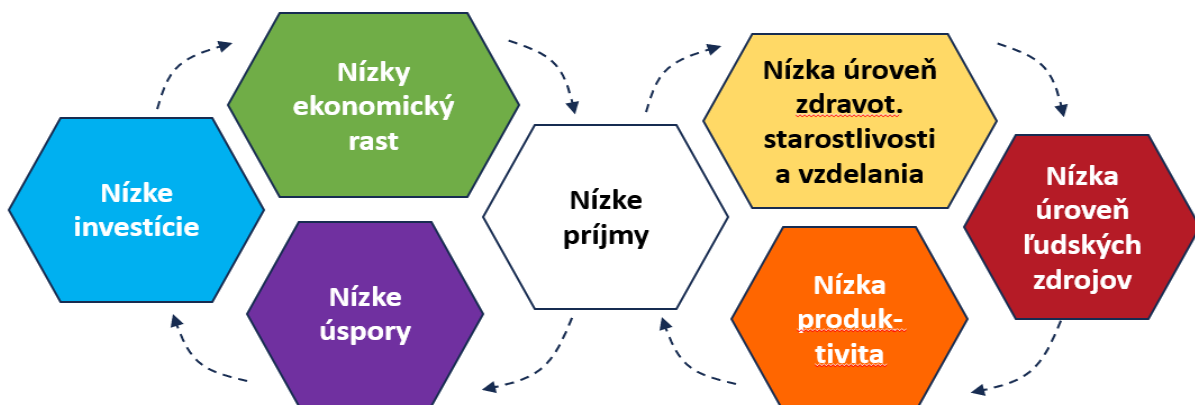 Nízke
investície
Nízky
ekonomický
rast
Nízke
úspory
Nízke
príjmy
Nízka úroveň
zdravot.
starostlivosti
a vzdelania
Nízka
produk-
tivita
Nízka
úroveň
ľudských
zdrojov